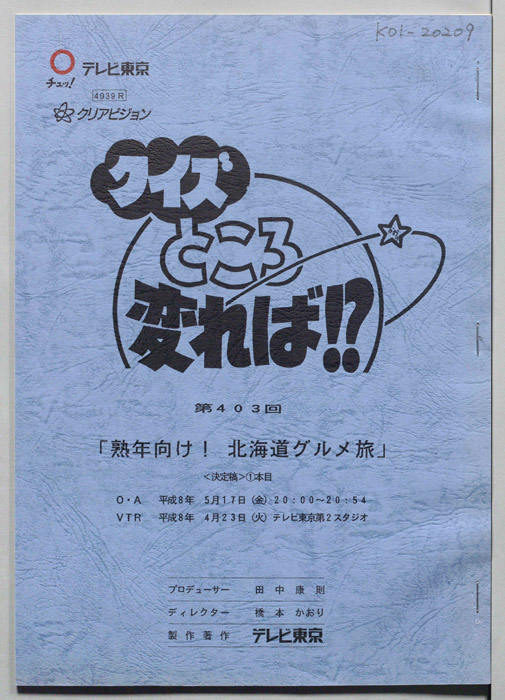 K01-20209
テレビ東京
チュッ!
4939R
クリアビジョン
クイズ
ところ
変れば!?
第403回
「熟年向け! 北海道グルメ旅」
<決定稿>①本目
O・A 平成8年 5月17日(金)20:00~20:54
VTR 平成8年 4月23日(火)テレビ東京第2スタジオ
プロデューサー 田中康則
ディレクター 橋本かおり
製作著作 テレビ東京